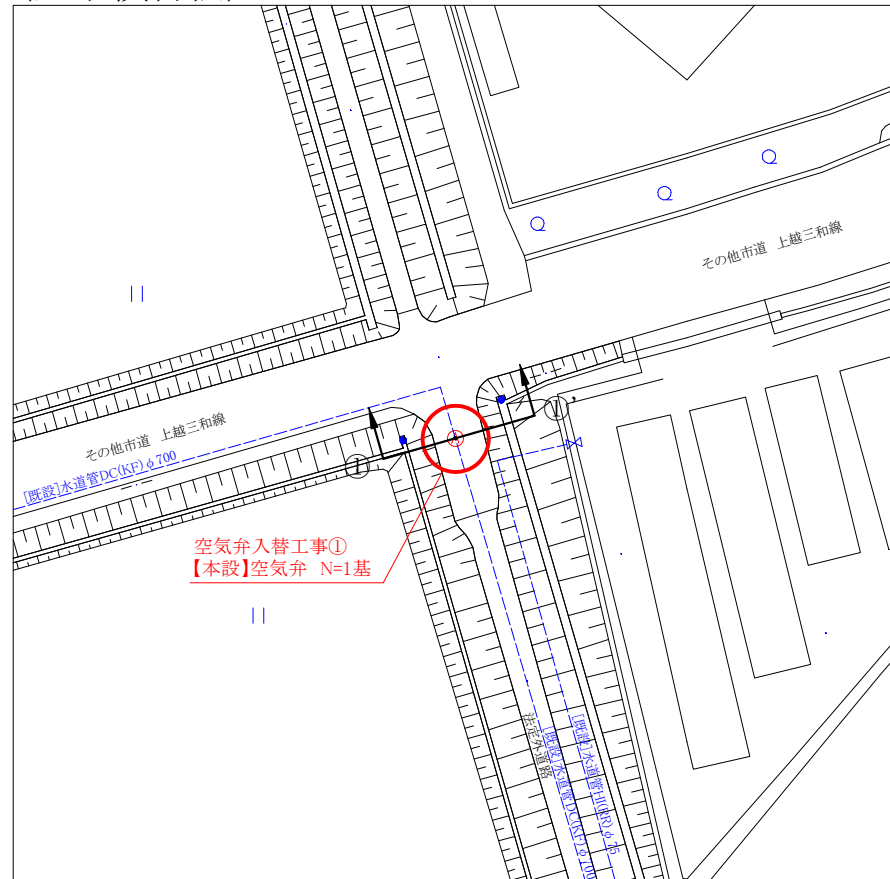 その他市道 上越三和線
その他市道 上越三和線
[既設]水道管DC(KF)φ700
①
①'
空気弁入替工事①
【本設】空気弁 N=1基
法定外道路
[既設]水道管DC(KF)φ700
[既設]水道管HI(RR)φ75